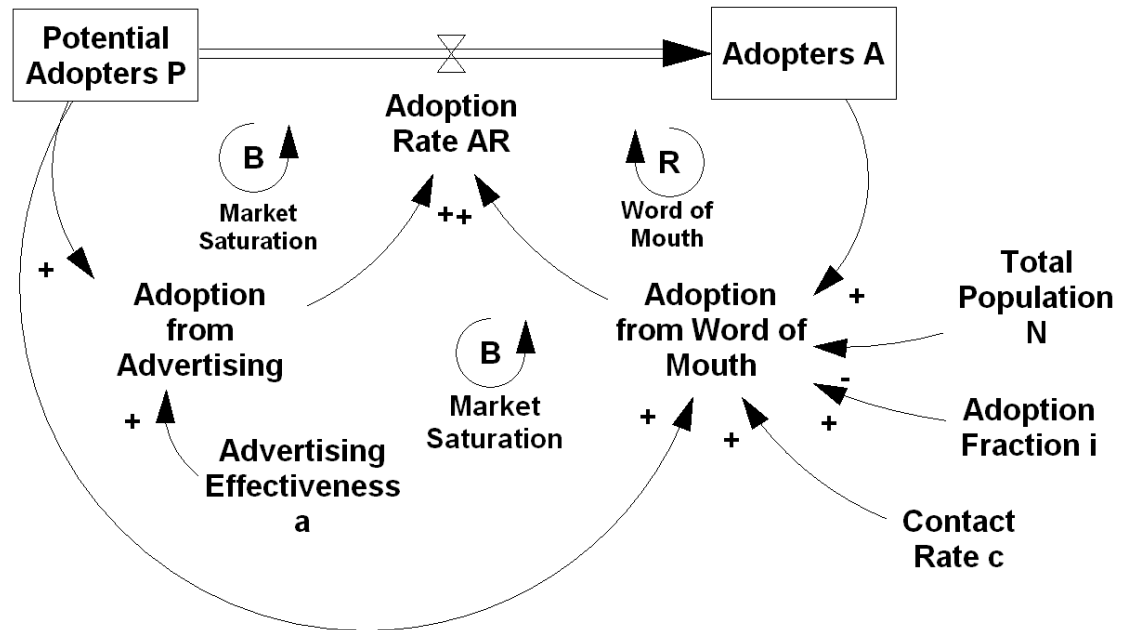 Potential
Adopters P
Adopters A
Adoption
Rate AR
B
Market
Saturation
R
Word of
Mouth
++
+
Adoption
from
Advertising
Adoption
from Word of
Mouth
+
Total
Population
N
-
B
Market
Saturation
+
Advertising
Effectiveness
a
+
+
+
Adoption
Fraction i
Contact
Rate c